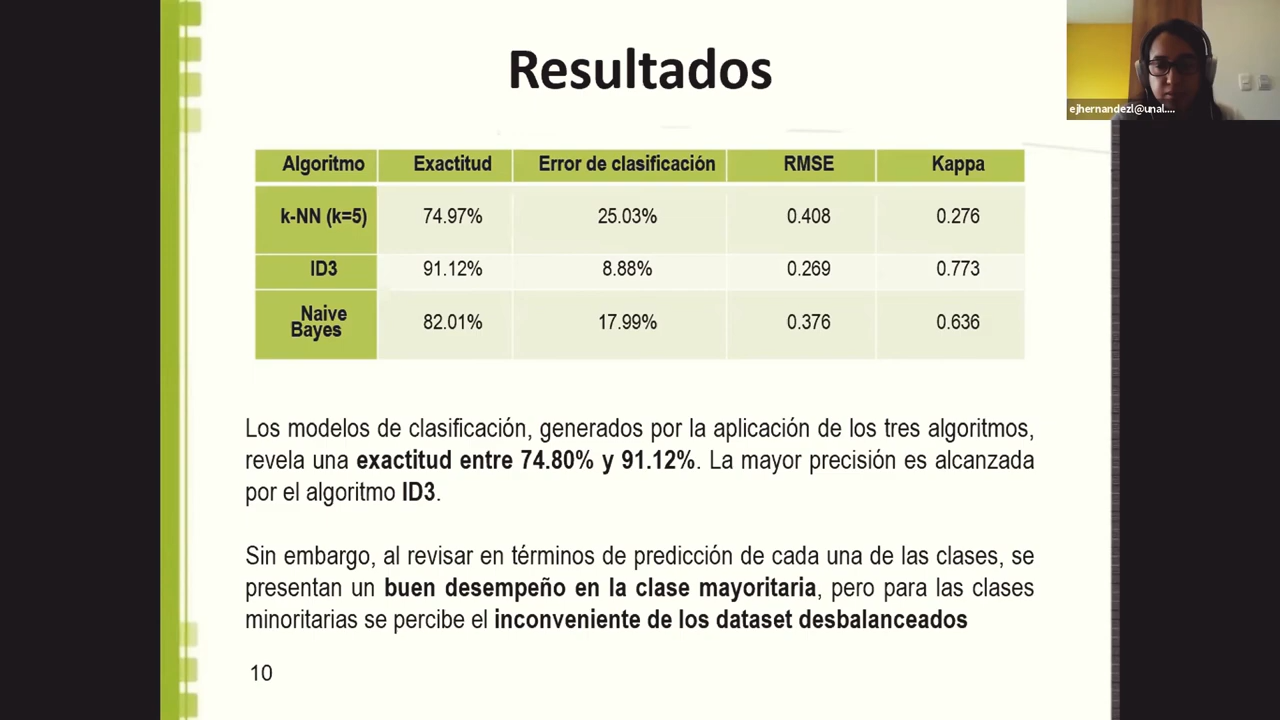 Resultados
ejhernandezl@unal....
Algoritmo Exactitud Error de clasificación RMSE Kappa
k-NN (k=5) 74.97% 25.03% 0.408 0.276
ID3 91.12% 8.88% 0.269 0.773
Naive
Bayes 82.01% 17.99% 0.376 0.636
Los modelos de clasificación, generados por la aplicación de los tres algoritmos,
revela una exactitud entre 74.80% y 91.12%. La mayor precisión es alcanzada
por el algoritmo ID3.
Sin embargo, al revisar en términos de predicción de cada una de las clases, se
presentan un buen desempeño en la clase mayoritaria, pero para las clases
minoritarias se percibe el inconveniente de los dataset desbalanceados
10